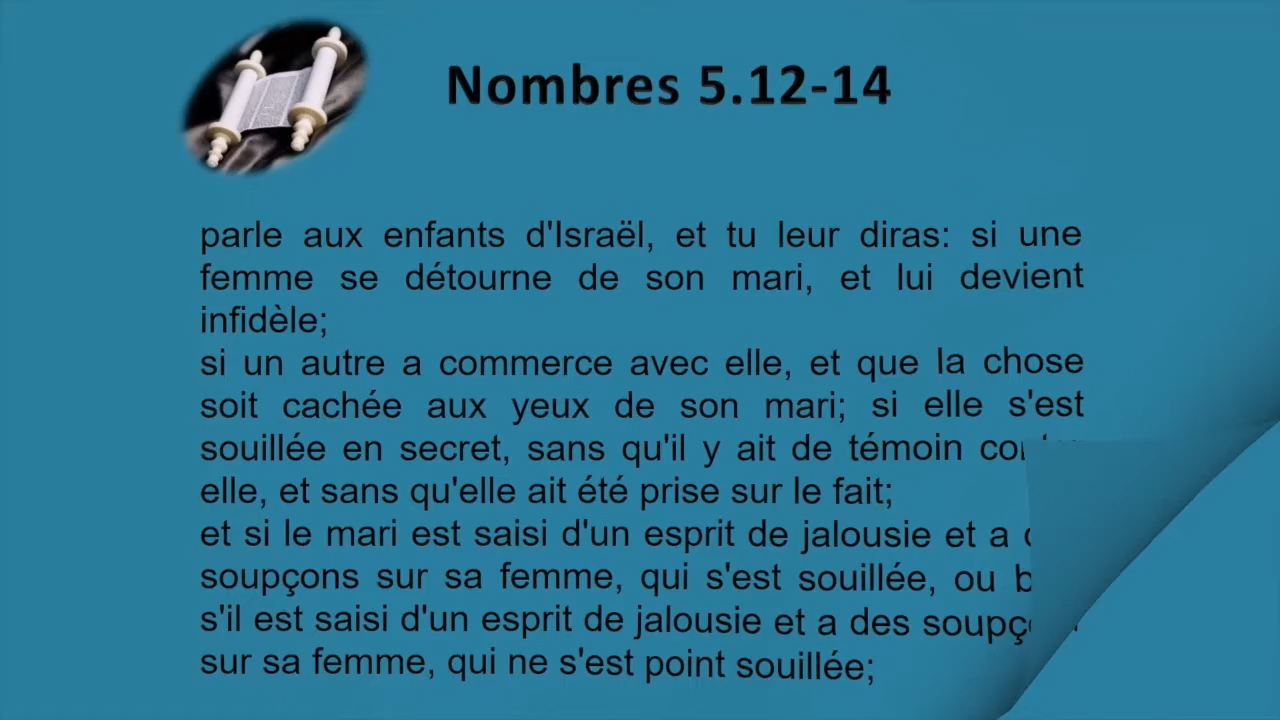 Nombres 5.12-14
parle aux enfants d'Israël, et tu leur diras: si une
femme se détourne de son mari, et lui devient
infidèle;
si un autre a commerce avec elle, et que la chose
soit cachée aux yeux de son mari; si elle s'est
souillée en secret, sans qu'il y ait de témoin
elle, et sans qu'elle ait été prise sur le fait;
et si le mari est saisi d'un esprit de jalousie et a
soupçons sur sa femme, qui s'est souillée, ou
s'il est saisi d'un esprit de jalousie et a des
sur sa femme, qui ne s'est point souillée;